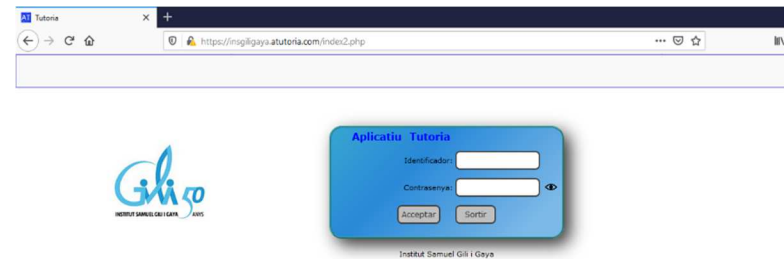 AT Tutoria
https://insgiligaya.atutoria.com/index2.php
Aplicatiu Tutoria
Identificador:
Contrasenya:
Acceptar Sortir
Gili 50
INSTITUT SAMUEL GILI I GAYA ANYS
Institut Samuel Gili i Gaya